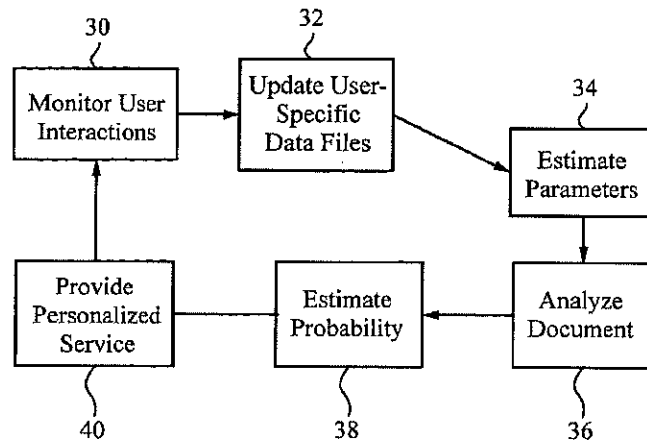 30
Monitor User
Interactions
32
Update User-
Specific
Data Files
34
Estimate
Parameters
Provide
Personalized
Service
40
Estimate
Probability
38
Analyze
Document
36